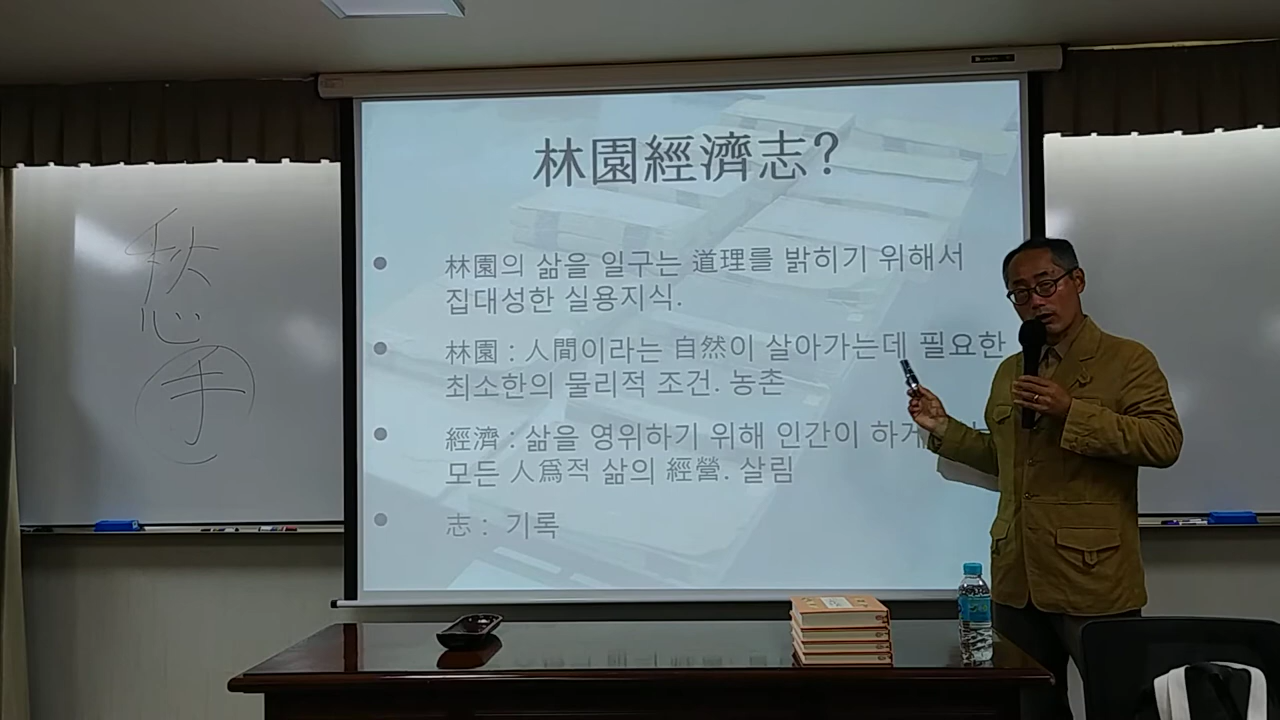 林園經濟志?
林園의 삶을 일구는 道理를 밝히기 위해서
집대성한 실용지식.
林園 : 人間이라는 自然이 살아가는데 필요한
최소한의 물리적 조건. 농촌
經濟 : 삶을 영위하기 위해 인간이 하게
모든 人爲적 삶의 經營. 살림
志 : 기록
愁
手